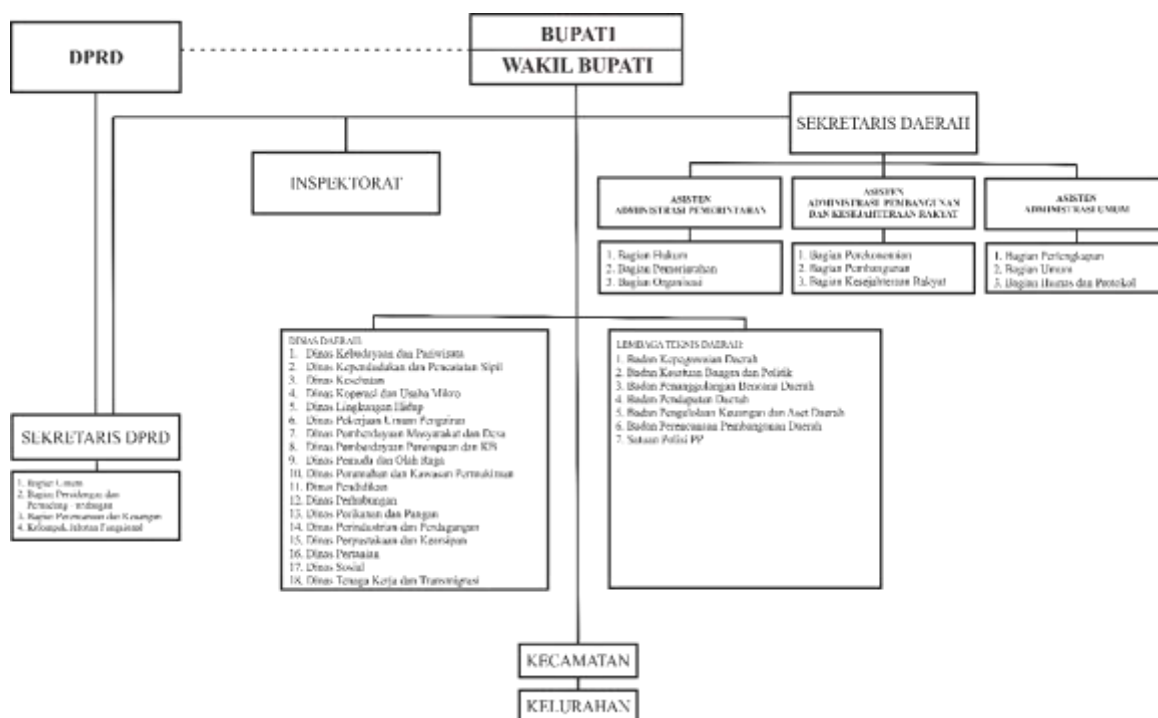 DPRD
BUPATI
WAKIL BUPATI
SEKRETARIS DAERAH
INSPEKTORAT
ASISTEN
ADMINISTRASI PEMERINTAHAN
ASISTEN
ADMINISTRASI PEMBANGUNAN
DAN KESEJAHTERAAN RAKYAT
ASISTEN
ADMINISTRASI UMUM
1. Bagian Hukum
2. Bagian Pemerintahan
3. Bagian Organisasi
1. Bagian Perekonomian
2. Bagian Pembangunan
3. Bagian Kesejahteraan Rakyat
1. Bagian Perlengkapan
2. Bagian Umum
3. Bagian Humas dan Protokol
DINAS DAERAH:
1. Dinas Kebudayaan dan Pariwisata
2. Dinas Kependudukan dan Pencatatan Sipil
3. Dinas Kesehatan
4. Dinas Koperasi dan Usaha Mikro
5. Dinas Lingkungan Hidup
6. Dinas Pekerjaan Umum Pengairan
7. Dinas Pemberdayaan Masyarakat dan Desa
8. Dinas Pemberdayaan Perempuan dan KB
9. Dinas Pemuda dan Olah Raga
10. Dinas Perumahan dan Kawasan Permukiman
11. Dinas Pendidikan
12. Dinas Perhubungan
13. Dinas Perikanan dan Pangan
14. Dinas Perindustrian dan Perdagangan
15. Dinas Perpustakaan dan Kearsipan
16. Dinas Pertanian
17. Dinas Sosial
18. Dinas Tenaga Kerja dan Transmigrasi
LEMBAGA TEKNIS DAERAH:
1. Badan Kepegawaian Daerah
2. Badan Kesatuan Bangsa dan Politik
3. Badan Penanggulangan Bencana Daerah
4. Badan Pendapatan Daerah
5. Badan Pengelolaan Keuangan dan Aset Daerah
6. Badan Perencanaan Pembangunan Daerah
7. Satuan Polisi PP
SEKRETARIS DPRD
1. Bagian Umum
2. Bagian Persidangan dan
Perundang - undangan
3. Bagian Perencanaan dan Keuangan
4. Kelompok Jabatan Fungsional
KECAMATAN
KELURAHAN